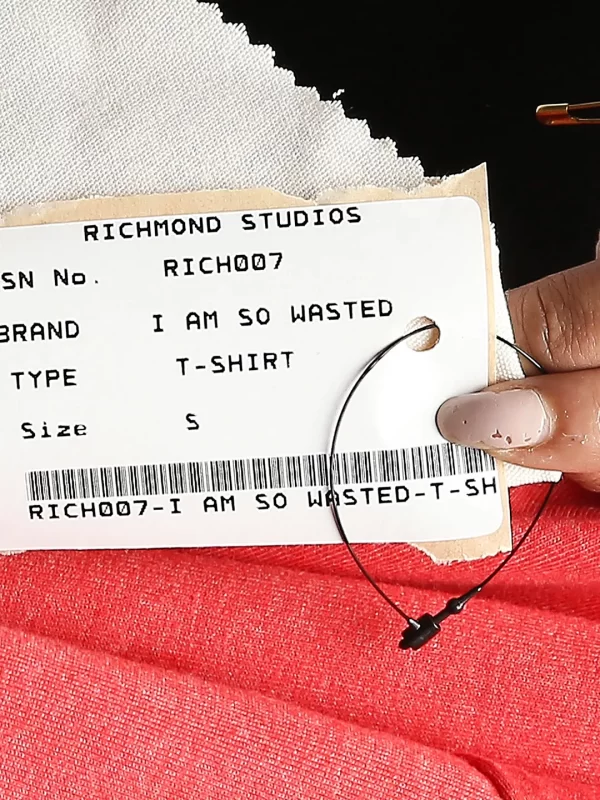 RICHMOND STUDIOS
SN No. RICH007
BRAND I AM SO WASTED
TYPE T-SHIRT
Size S
RICH007-I AM SO WASTED-T-SH